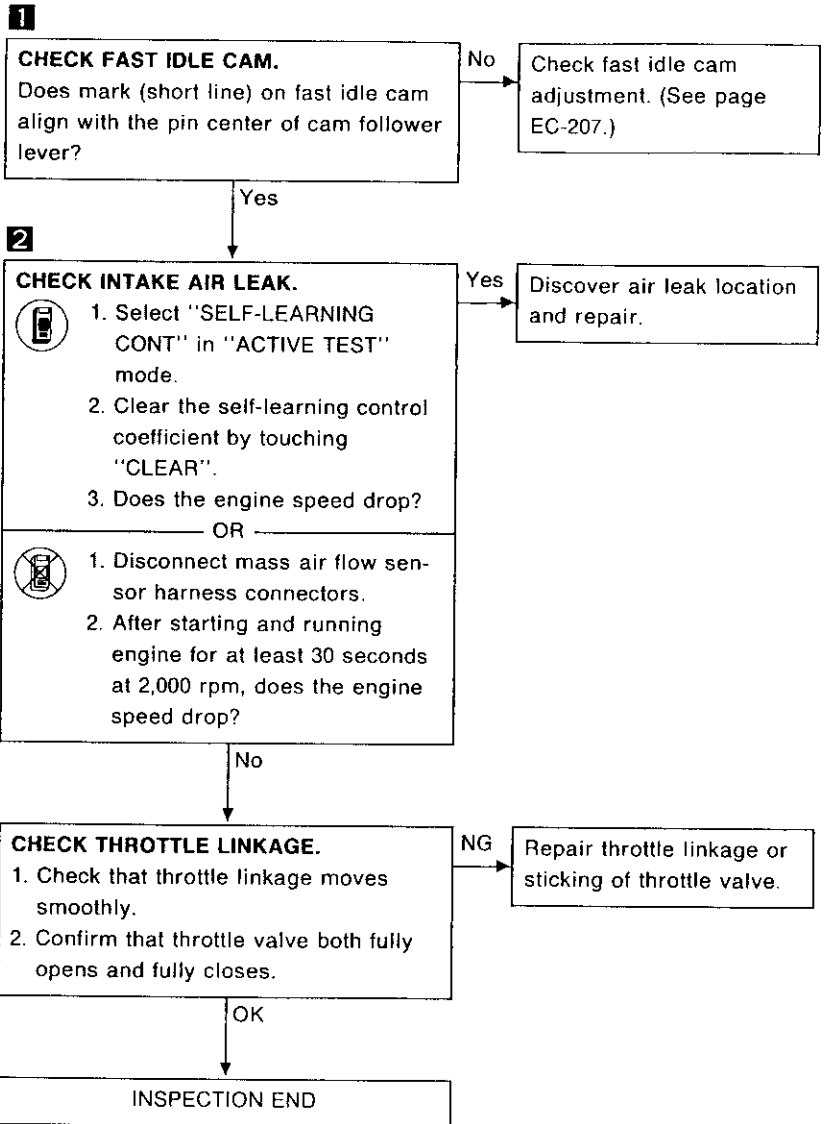 1
CHECK FAST IDLE CAM.
Does mark (short line) on fast idle cam
align with the pin center of cam follower
lever?
No
Check fast idle cam
adjustment. (See page
EC-207.)
Yes
2
CHECK INTAKE AIR LEAK.
1. Select "SELF-LEARNING
CONT" in "ACTIVE TEST"
mode.
2. Clear the self-learning control
coefficient by touching
"CLEAR".
3. Does the engine speed drop?
Yes
Discover air leak location
and repair.
OR
1. Disconnect mass air flow sen-
sor harness connectors.
2. After starting and running
engine for at least 30 seconds
at 2,000 rpm, does the engine
speed drop?
No
CHECK THROTTLE LINKAGE.
1. Check that throttle linkage moves
smoothly.
2. Confirm that throttle valve both fully
opens and fully closes.
NG
Repair throttle linkage or
sticking of throttle valve.
OK
INSPECTION END